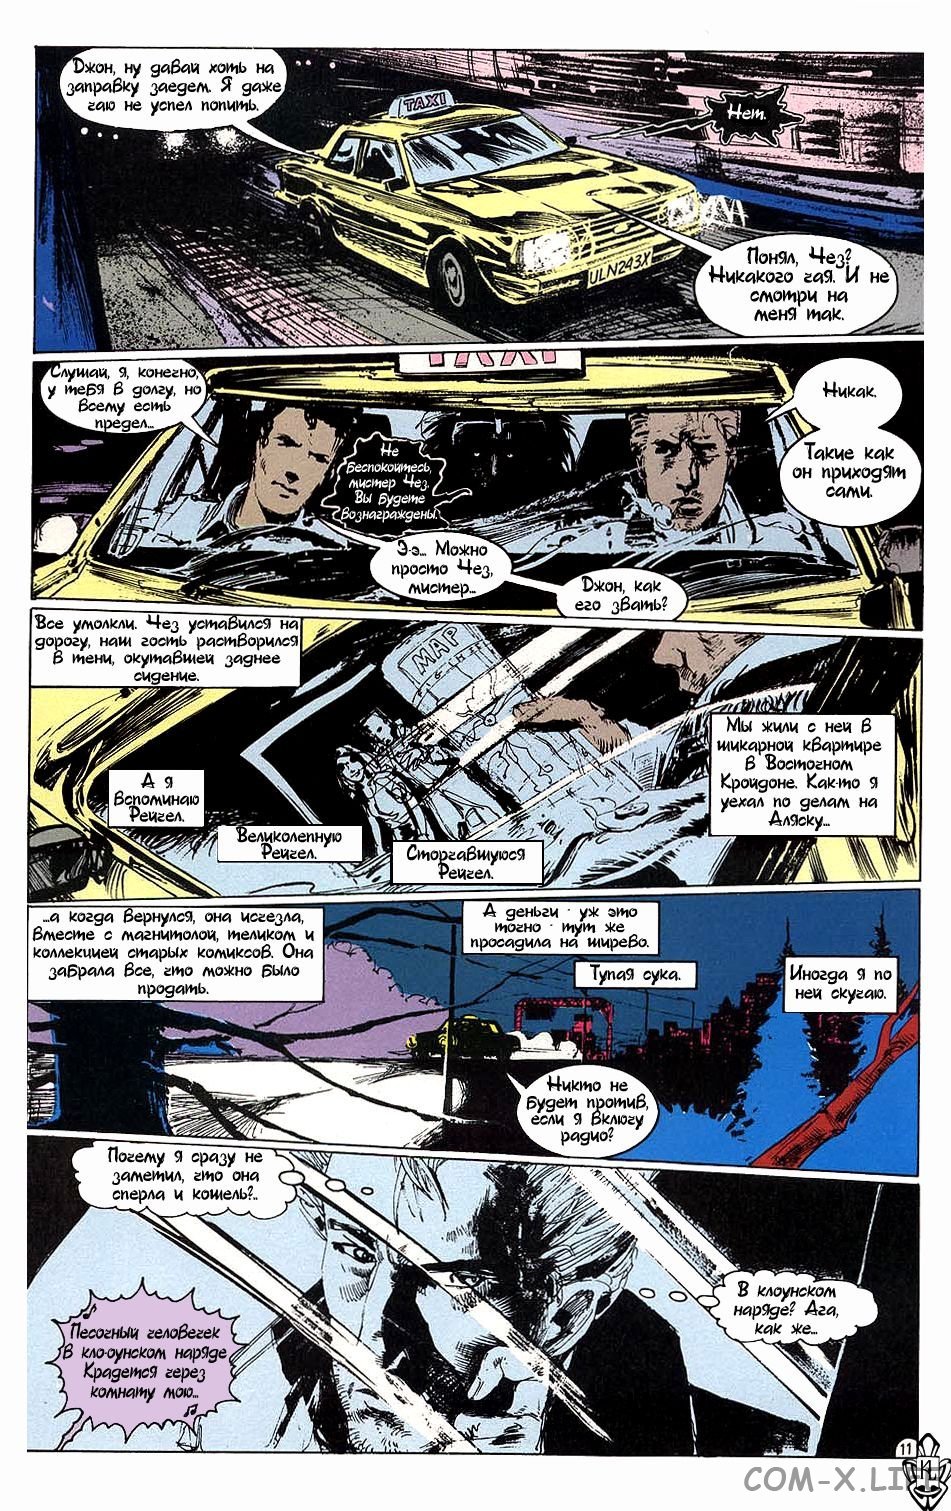 Джон, ну давай хоть на
заправку заедем. Я даже
чаю не успел попить.
TAXI
Нет.
ULN243X
Понял, Чез?
Никакого чая. И не
смотри на
меня так.
TAXI
Слушай, я, конечно,
у тебя в долгу, но
всему есть
предел...
Не
беспокойтесь,
мистер Чез.
Вы будете
вознаграждены.
Э-э... Можно
просто Чез,
мистер...
Джон, как
его звать?
Никак.
Такие как
он приходят
сами.
Все умолкли. Чез уставился на
дорогу, наш гость растворился
в тени, окутавшей заднее
сидение.
MAP
А я
вспоминаю
Рейчел.
Великолепную
Рейчел.
Сторчавшуюся
Рейчел.
Мы жили с ней в
шикарной квартире
в Восточном
Кройдоне. Как-то я
уехал по делам на
Аляску...
...а когда вернулся, она исчезла,
вместе с магнитолой, теликом и
коллекцией старых комиксов. Она
забрала все, что можно было
продать.
А деньги - уж это
точно - тут же
просадила на ширево.
Тупая сука.
Иногда я по
ней скучаю.
Никто не
будет против,
если я включу
радио?
Почему я сразу не
заметил, что она
сперла и кошель?..
Песочный человечек
В кло-оунском наряде
Крадется через
комнату мою...
В клоунском
наряде? Ага,
как же...
11
COM-X.LIFE